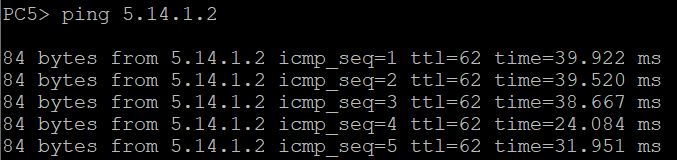 PC5> ping 5.14.1.2
84 bytes from 5.14.1.2 icmp_seq=1 ttl=62 time=39.922 ms
84 bytes from 5.14.1.2 icmp_seq=2 ttl=62 time=39.520 ms
84 bytes from 5.14.1.2 icmp_seq=3 ttl=62 time=38.667 ms
84 bytes from 5.14.1.2 icmp_seq=4 ttl=62 time=24.084 ms
84 bytes from 5.14.1.2 icmp_seq=5 ttl=62 time=31.951 ms